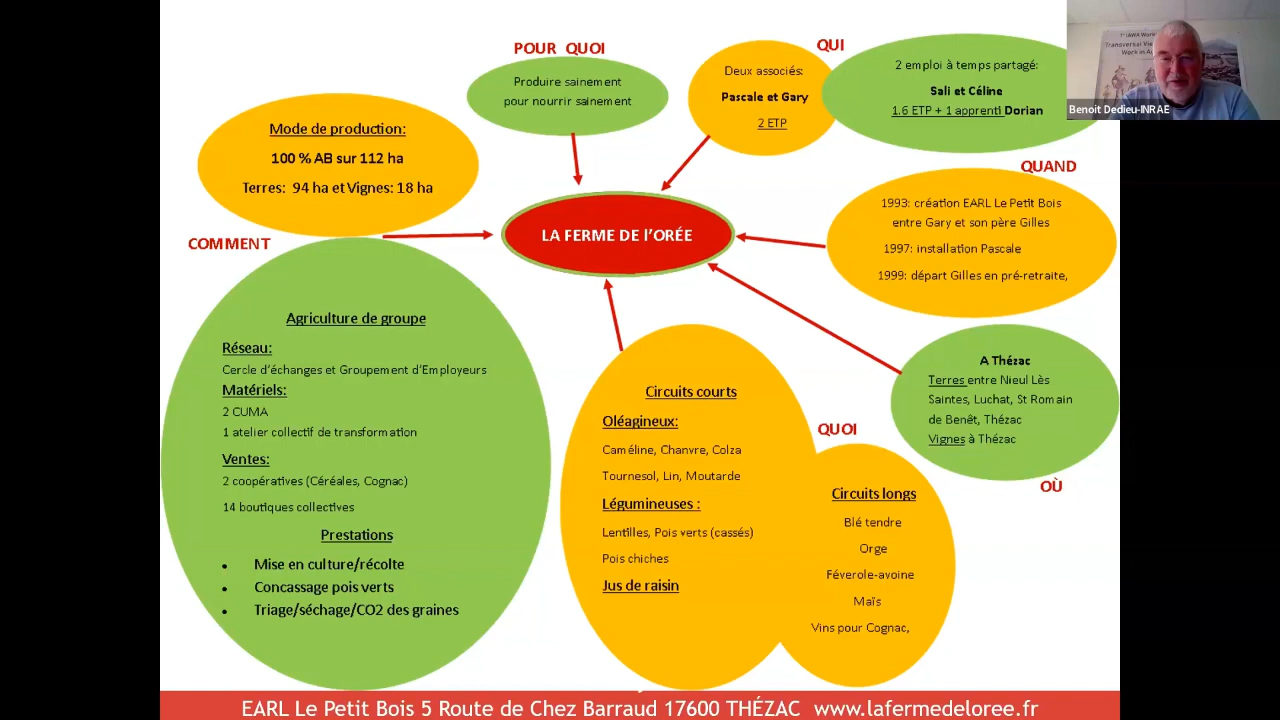 POUR QUOI
Produire sainement
pour nourrir sainement
QUI
Deux associés:
Pascale et Gary
2 ETP
2 emploi à temps partagé:
Sali et Céline
1.6 ETP + 1 apprenti Dorian
1st IAWA
Benoit Dedieu-INRAE
Mode de production:
100 % AB sur 112 ha
Terres: 94 ha et Vignes: 18 ha
COMMENT
LA FERME DE l'ORÉE
QUAND
1993: création EARL Le Petit Bois
entre Gary et son père Gilles
1997: installation Pascale
1999: départ Gilles en pré-retraite,
Agriculture de groupe
Réseau:
Cercle d'échanges et Groupement d'Employeurs
Matériels:
2 CUMA
1 atelier collectif de transformation
Ventes:
2 coopératives (Céréales, Cognac)
14 boutiques collectives
Prestations
• Mise en culture/récolte
• Concassage pois verts
• Triage/séchage/CO2 des graines
Circuits courts
Oléagineux:
Caméline, Chanvre, Colza
Tournesol, Lin, Moutarde
Légumineuses :
Lentilles, Pois verts (cassés)
Pois chiches
Jus de raisin
QUOI
Circuits longs
Blé tendre
Orge
Féverole-avoine
Maïs
Vins pour Cognac,
A Thézac
Terres entre Nieul Lès
Saintes, Luchat, St Romain
de Benêt, Thézac
Vignes à Thézac
OÙ
EARL Le Petit Bois 5 Route de Chez Barraud 17600 THÉZAC www.lafermedeloree.fr